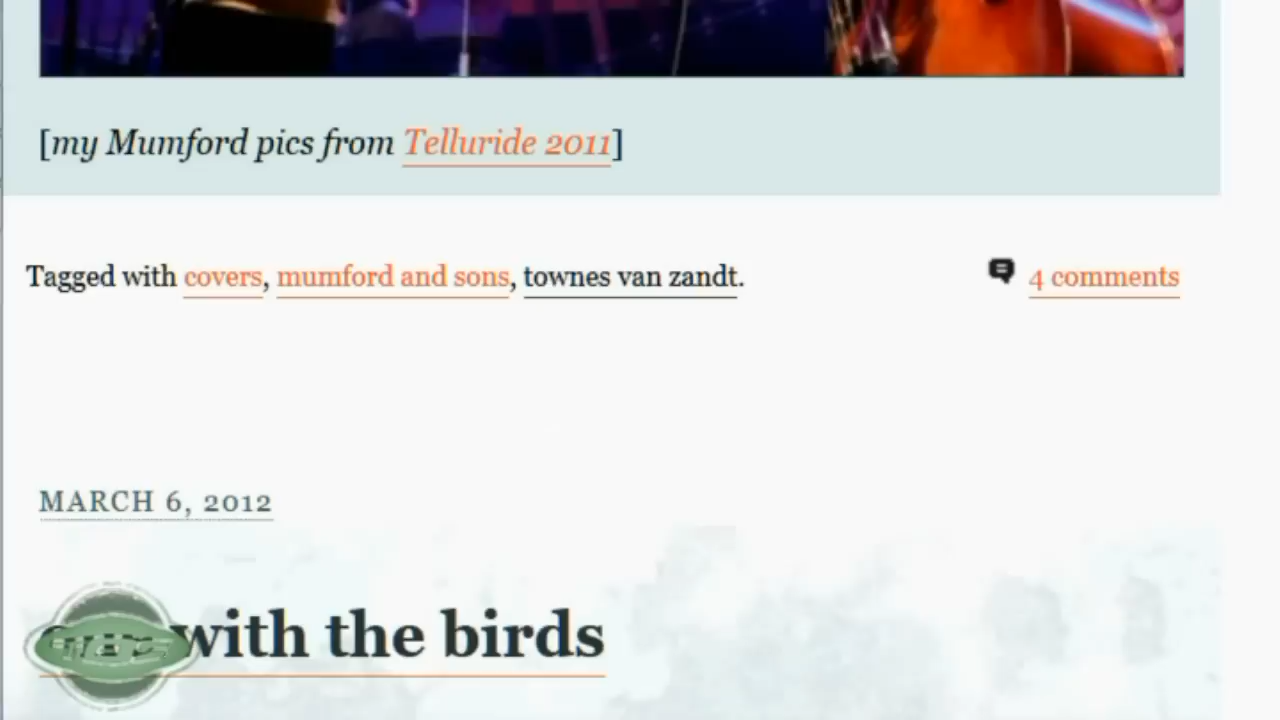 [my Mumford pics from Telluride 2011]
Tagged with covers, mumford and sons, townes van zandt.
4 comments
MARCH 6, 2012
with the birds